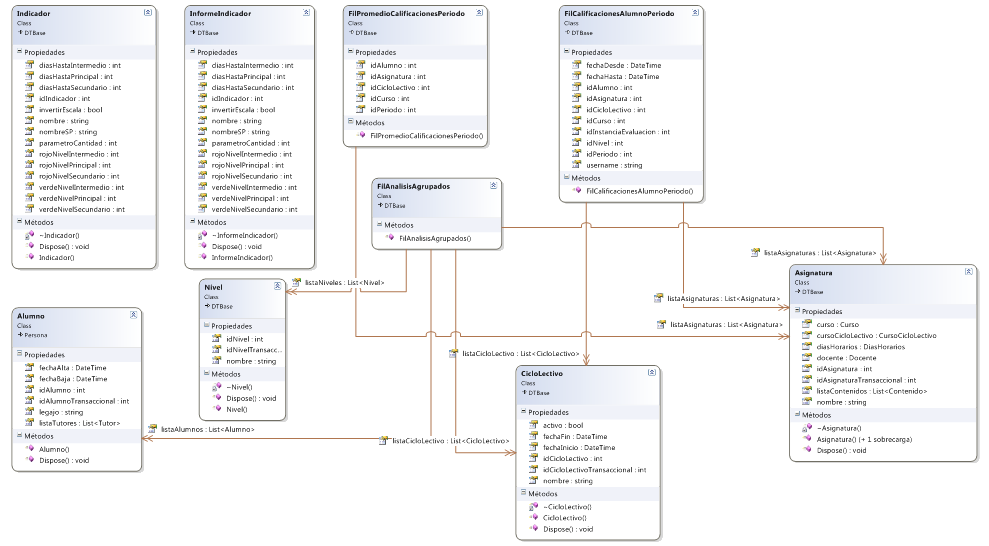 Indicador
Class
DTBase
Propiedades
diasHastaIntermedio : int
diasHastaPrincipal : int
diasHastaSecundario : int
idIndicador : int
invertirEscala : bool
nombre : string
nombreSP : string
parametroCantidad : int
rojoNivelIntermedio : int
rojoNivelPrincipal : int
rojoNivelSecundario : int
verdeNivelIntermedio : int
verdeNivelPrincipal : int
verdeNivelSecundario : int
Métodos
~Indicador()
Dispose() : void
Indicador()
InformeIndicador
Class
DTBase
Propiedades
diasHastaIntermedio : int
diasHastaPrincipal : int
diasHastaSecundario : int
idIndicador : int
invertirEscala : bool
nombre : string
nombreSP : string
parametroCantidad : int
rojoNivelIntermedio : int
rojoNivelPrincipal : int
rojoNivelSecundario : int
verdeNivelIntermedio : int
verdeNivelPrincipal : int
verdeNivelSecundario : int
Métodos
~InformeIndicador()
Dispose() : void
InformeIndicador()
FilPromedioCalificacionesPeriodo
Class
DTBase
Propiedades
idAlumno : int
idAsignatura : int
idCicloLectivo : int
idCurso : int
idPeriodo : int
Métodos
FilPromedioCalificacionesPeriodo()
FilCalificacionesAlumnoPeriodo
Class
DTBase
Propiedades
fechaDesde : DateTime
fechaHasta : DateTime
idAlumno : int
idAsignatura : int
idCicloLectivo : int
idCurso : int
idInstanciaEvaluacion : int
idNivel : int
idPeriodo : int
username : string
Métodos
FilCalificacionesAlumnoPeriodo()
FilAnalisisAgrupados
Class
DTBase
Métodos
FilAnalisisAgrupados()
listaAsignaturas : List<Asignatura>
listaNiveles : List<Nivel>
listaAsignaturas : List<Asignatura>
listaAsignaturas : List<Asignatura>
listaCicloLectivo : List<CicloLectivo>
Nivel
Class
DTBase
Propiedades
idNivel : int
idNivelTransacc...
nombre : string
Métodos
~Nivel()
Dispose() : void
Nivel()
Asignatura
Class
DTBase
Propiedades
curso : Curso
cursoCicloLectivo : CursoCicloLectivo
diasHorarios : DiasHorarios
docente : Docente
idAsignatura : int
idAsignaturaTransaccional : int
listaContenidos : List<Contenido>
nombre : string
Métodos
~Asignatura()
Asignatura() (+ 1 sobrecarga)
Dispose() : void
Alumno
Class
Persona
Propiedades
fechaAlta : DateTime
fechaBaja : DateTime
idAlumno : int
idAlumnoTransaccional : int
legajo : string
listaTutores : List<Tutor>
Métodos
Alumno()
Dispose() : void
listaAlumnos : List<Alumno>
listaCicloLectivo : List<CicloLectivo>
CicloLectivo
Class
DTBase
Propiedades
activo : bool
fechaFin : DateTime
fechaInicio : DateTime
idCicloLectivo : int
idCicloLectivoTransaccional : int
nombre : string
Métodos
~CicloLectivo()
CicloLectivo()
Dispose() : void